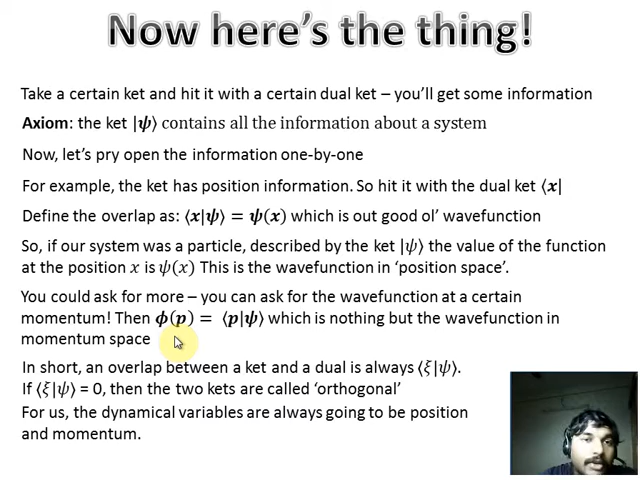 Now here's the thing!
Take a certain ket and hit it with a certain dual ket – you'll get some information
Axiom: the ket |ψ⟩ contains all the information about a system
Now, let's pry open the information one-by-one
For example, the ket has position information. So hit it with the dual ket ⟨x|
Define the overlap as: ⟨x|ψ⟩ = ψ(x) which is out good ol' wavefunction
So, if our system was a particle, described by the ket |ψ⟩ the value of the function
at the position x is ψ(x) This is the wavefunction in 'position space'.
You could ask for more – you can ask for the wavefunction at a certain
momentum! Then ϕ(p) = ⟨p|ψ⟩ which is nothing but the wavefunction in
momentum space
In short, an overlap between a ket and a dual is always ⟨ξ|ψ⟩.
If ⟨ξ|ψ⟩ = 0, then the two kets are called 'orthogonal'
For us, the dynamical variables are always going to be position
and momentum.